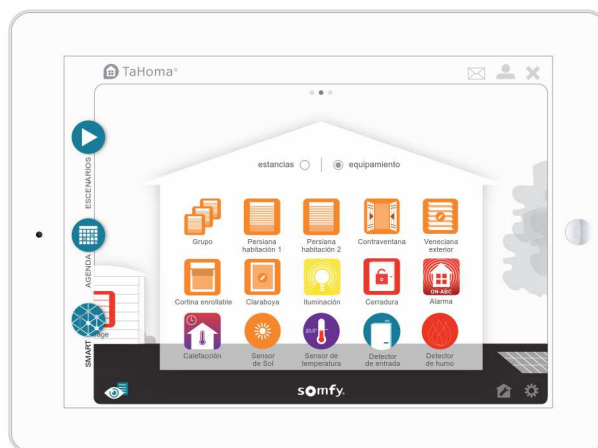 TaHoma®
estancias
equipamiento
ESCENARIOS
AGENDA
SMART
Grupo
Persiana
habitación 1
Persiana
habitación 2
Contraventana
Veneciana
exterior
Cortina enrollable
Claraboya
Iluminación
Cerradura
ON-ABC
Alarma
Calefacción
Sensor
de Sol
20,0°
Sensor de
temperatura
Detector
de entrada
Detector
de humo
somfy.